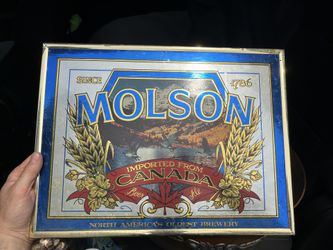 SINCE 1786
MOLSON
IMPORTED FROM
CANADA
Beer Ale
NORTH AMERICA'S OLDEST BREWERY